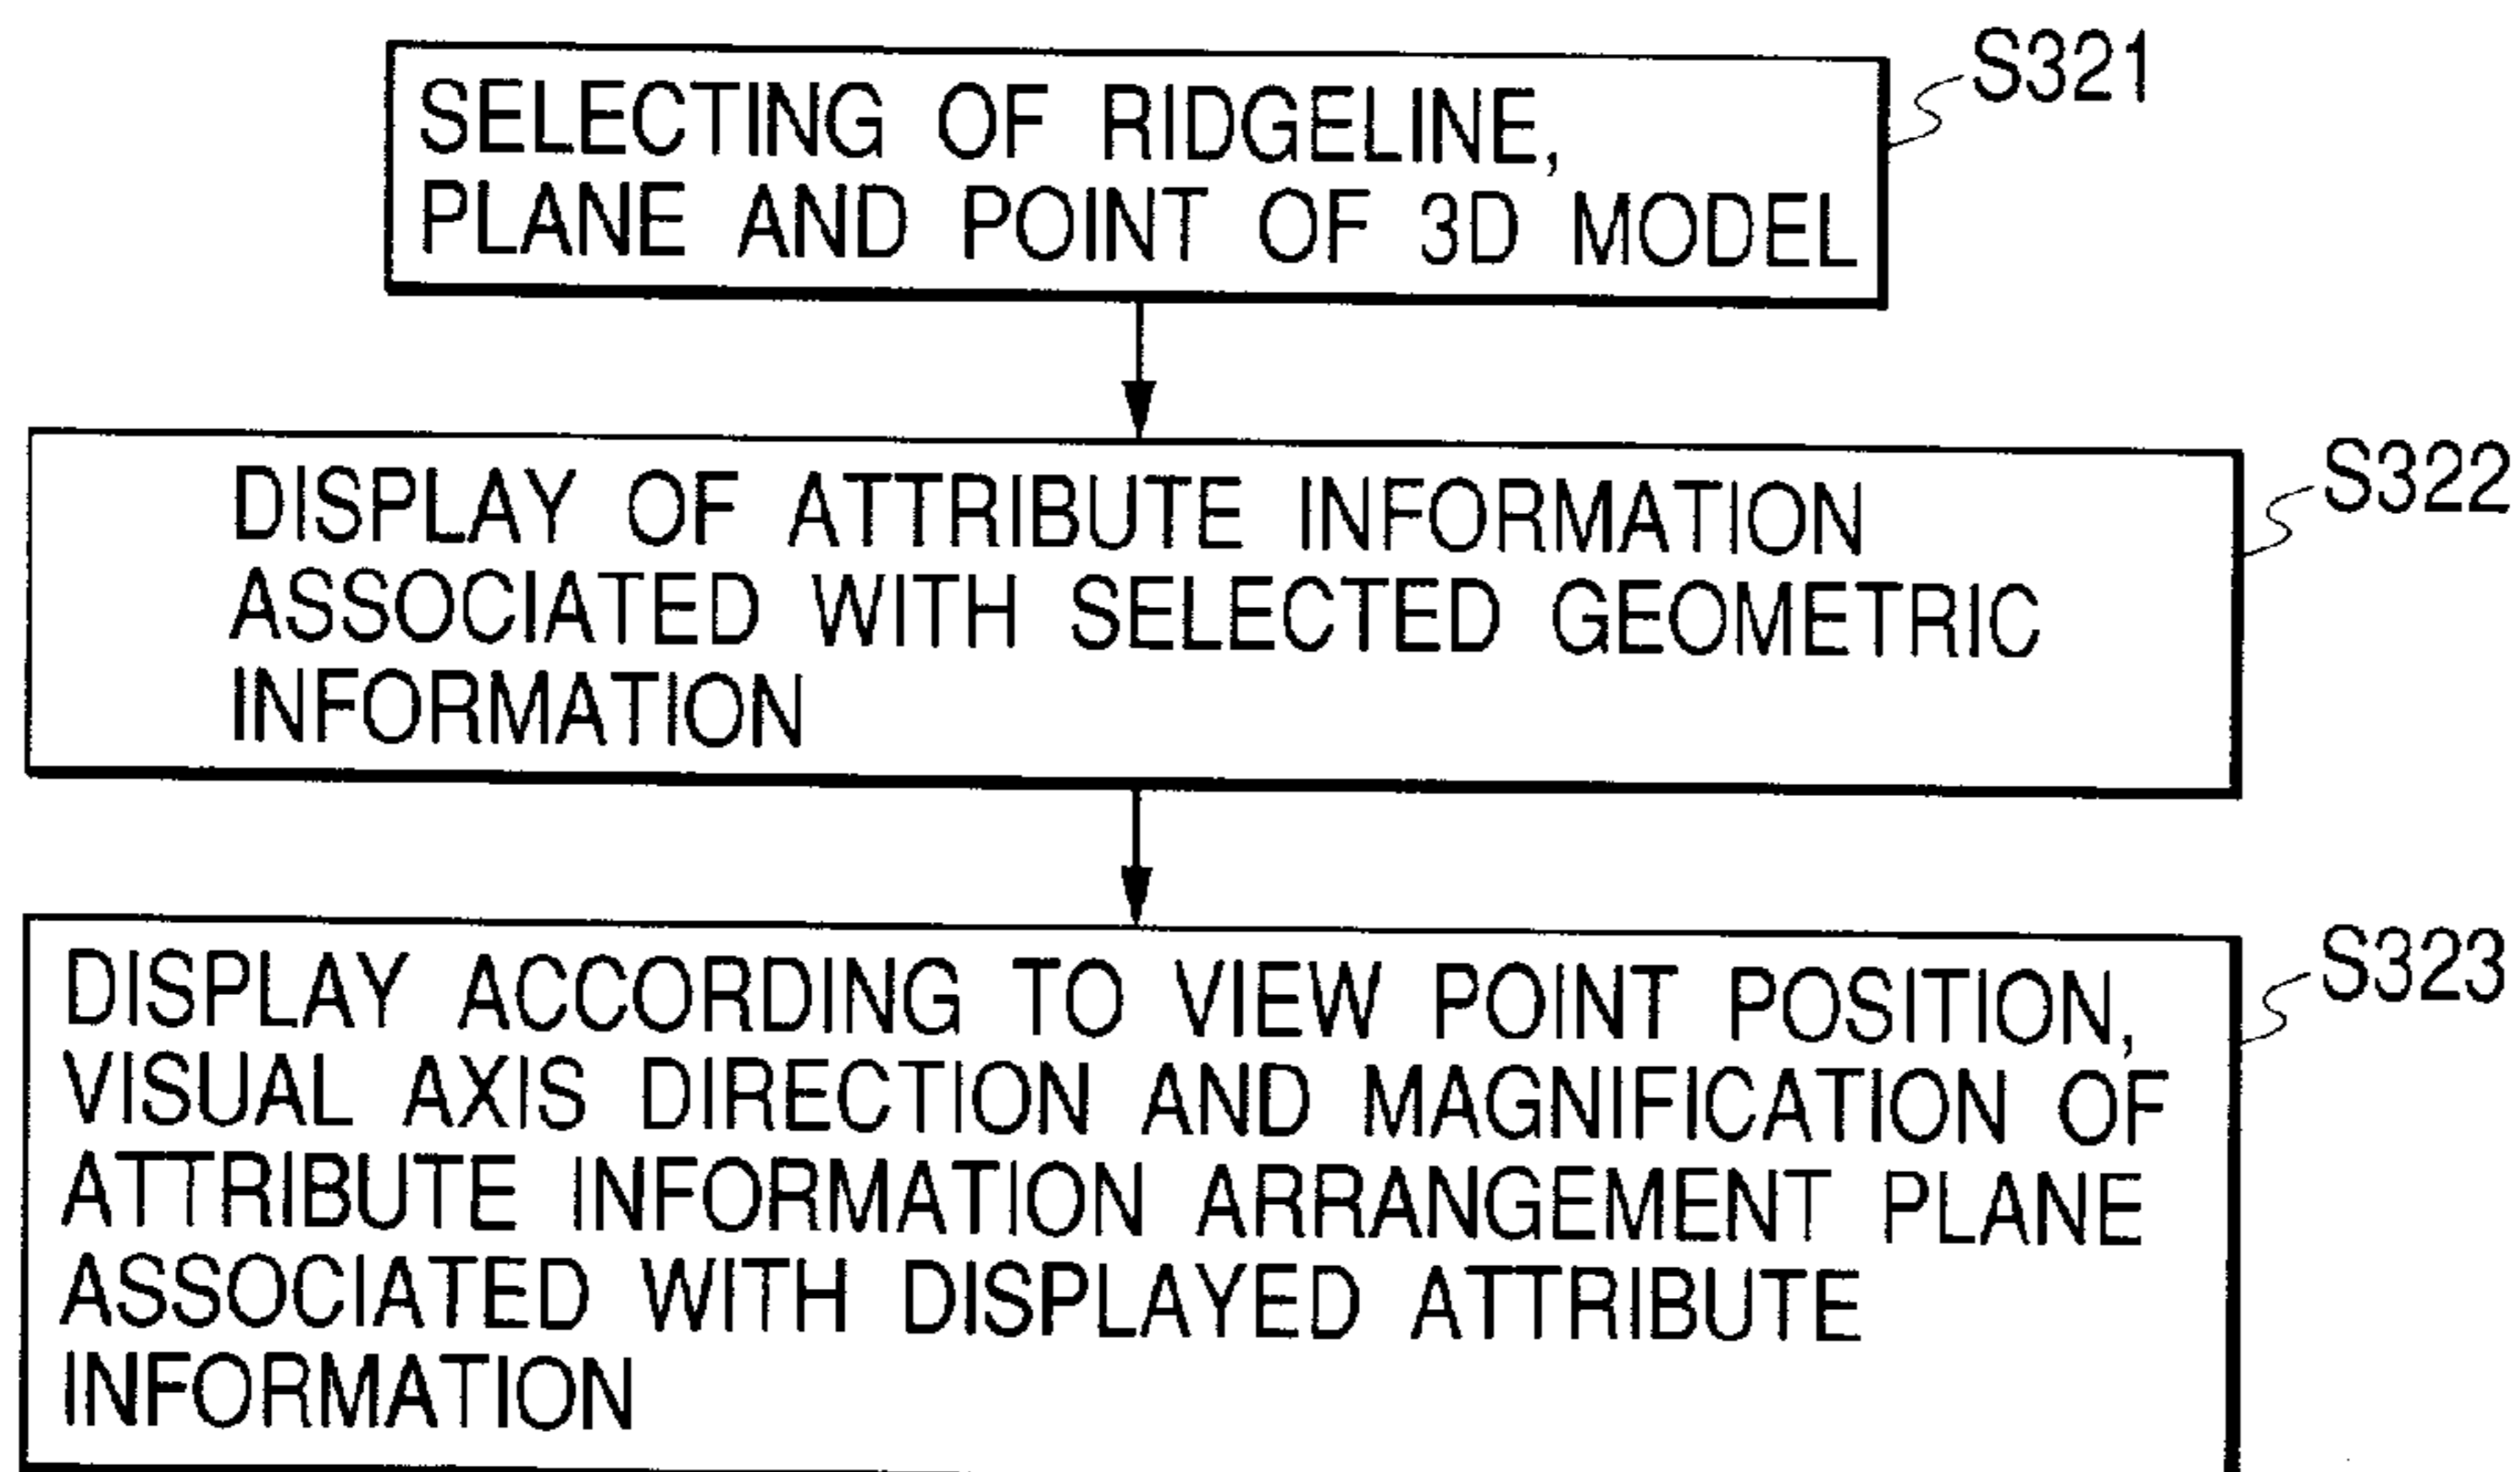 SELECTING OF RIDGELINE,
PLANE AND POINT OF 3D MODEL
S321
DISPLAY OF ATTRIBUTE INFORMATION
ASSOCIATED WITH SELECTED GEOMETRIC
INFORMATION
S322
DISPLAY ACCORDING TO VIEW POINT POSITION,
VISUAL AXIS DIRECTION AND MAGNIFICATION OF
ATTRIBUTE INFORMATION ARRANGEMENT PLANE
ASSOCIATED WITH DISPLAYED ATTRIBUTE
INFORMATION
S323